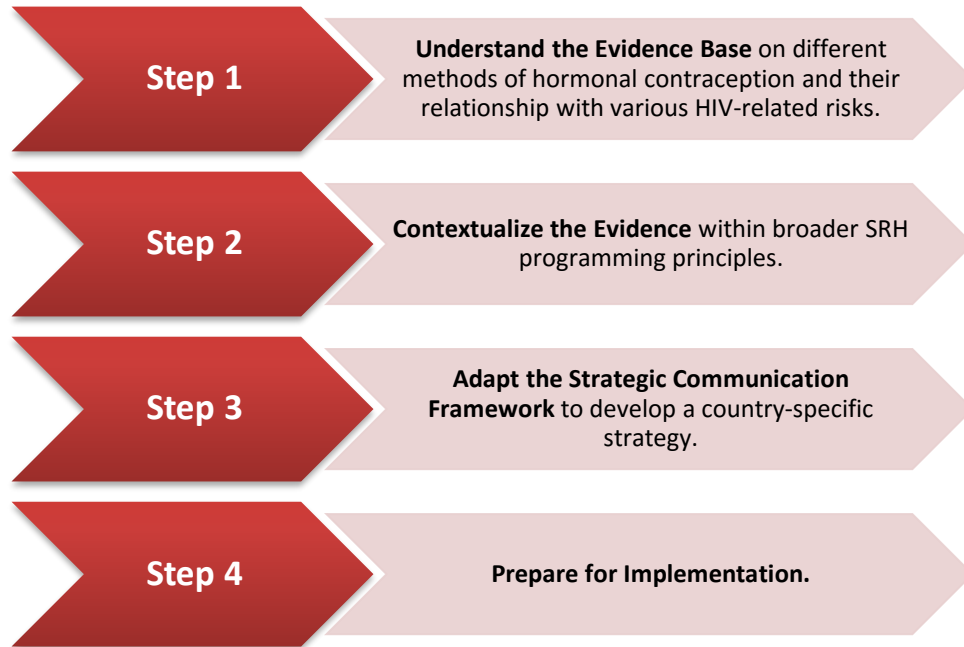 Step 1
Understand the Evidence Base on different
methods of hormonal contraception and their
relationship with various HIV-related risks.
Step 2
Contextualize the Evidence within broader SRH
programming principles.
Step 3
Adapt the Strategic Communication
Framework to develop a country-specific
strategy.
Step 4
Prepare for Implementation.